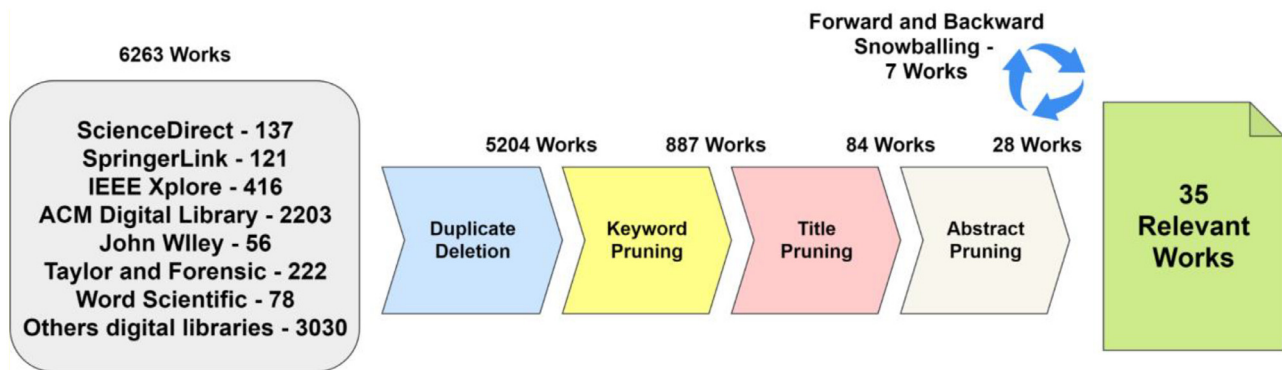 6263 Works
ScienceDirect - 137
SpringerLink - 121
IEEE Xplore - 416
ACM Digital Library - 2203
John WIley - 56
Taylor and Forensic - 222
Word Scientific - 78
Others digital libraries - 3030
5204 Works
Duplicate
Deletion
887 Works
Keyword
Pruning
84 Works
Title
Pruning
28 Works
Abstract
Pruning
Forward and Backward
Snowballing -
7 Works
35
Relevant
Works